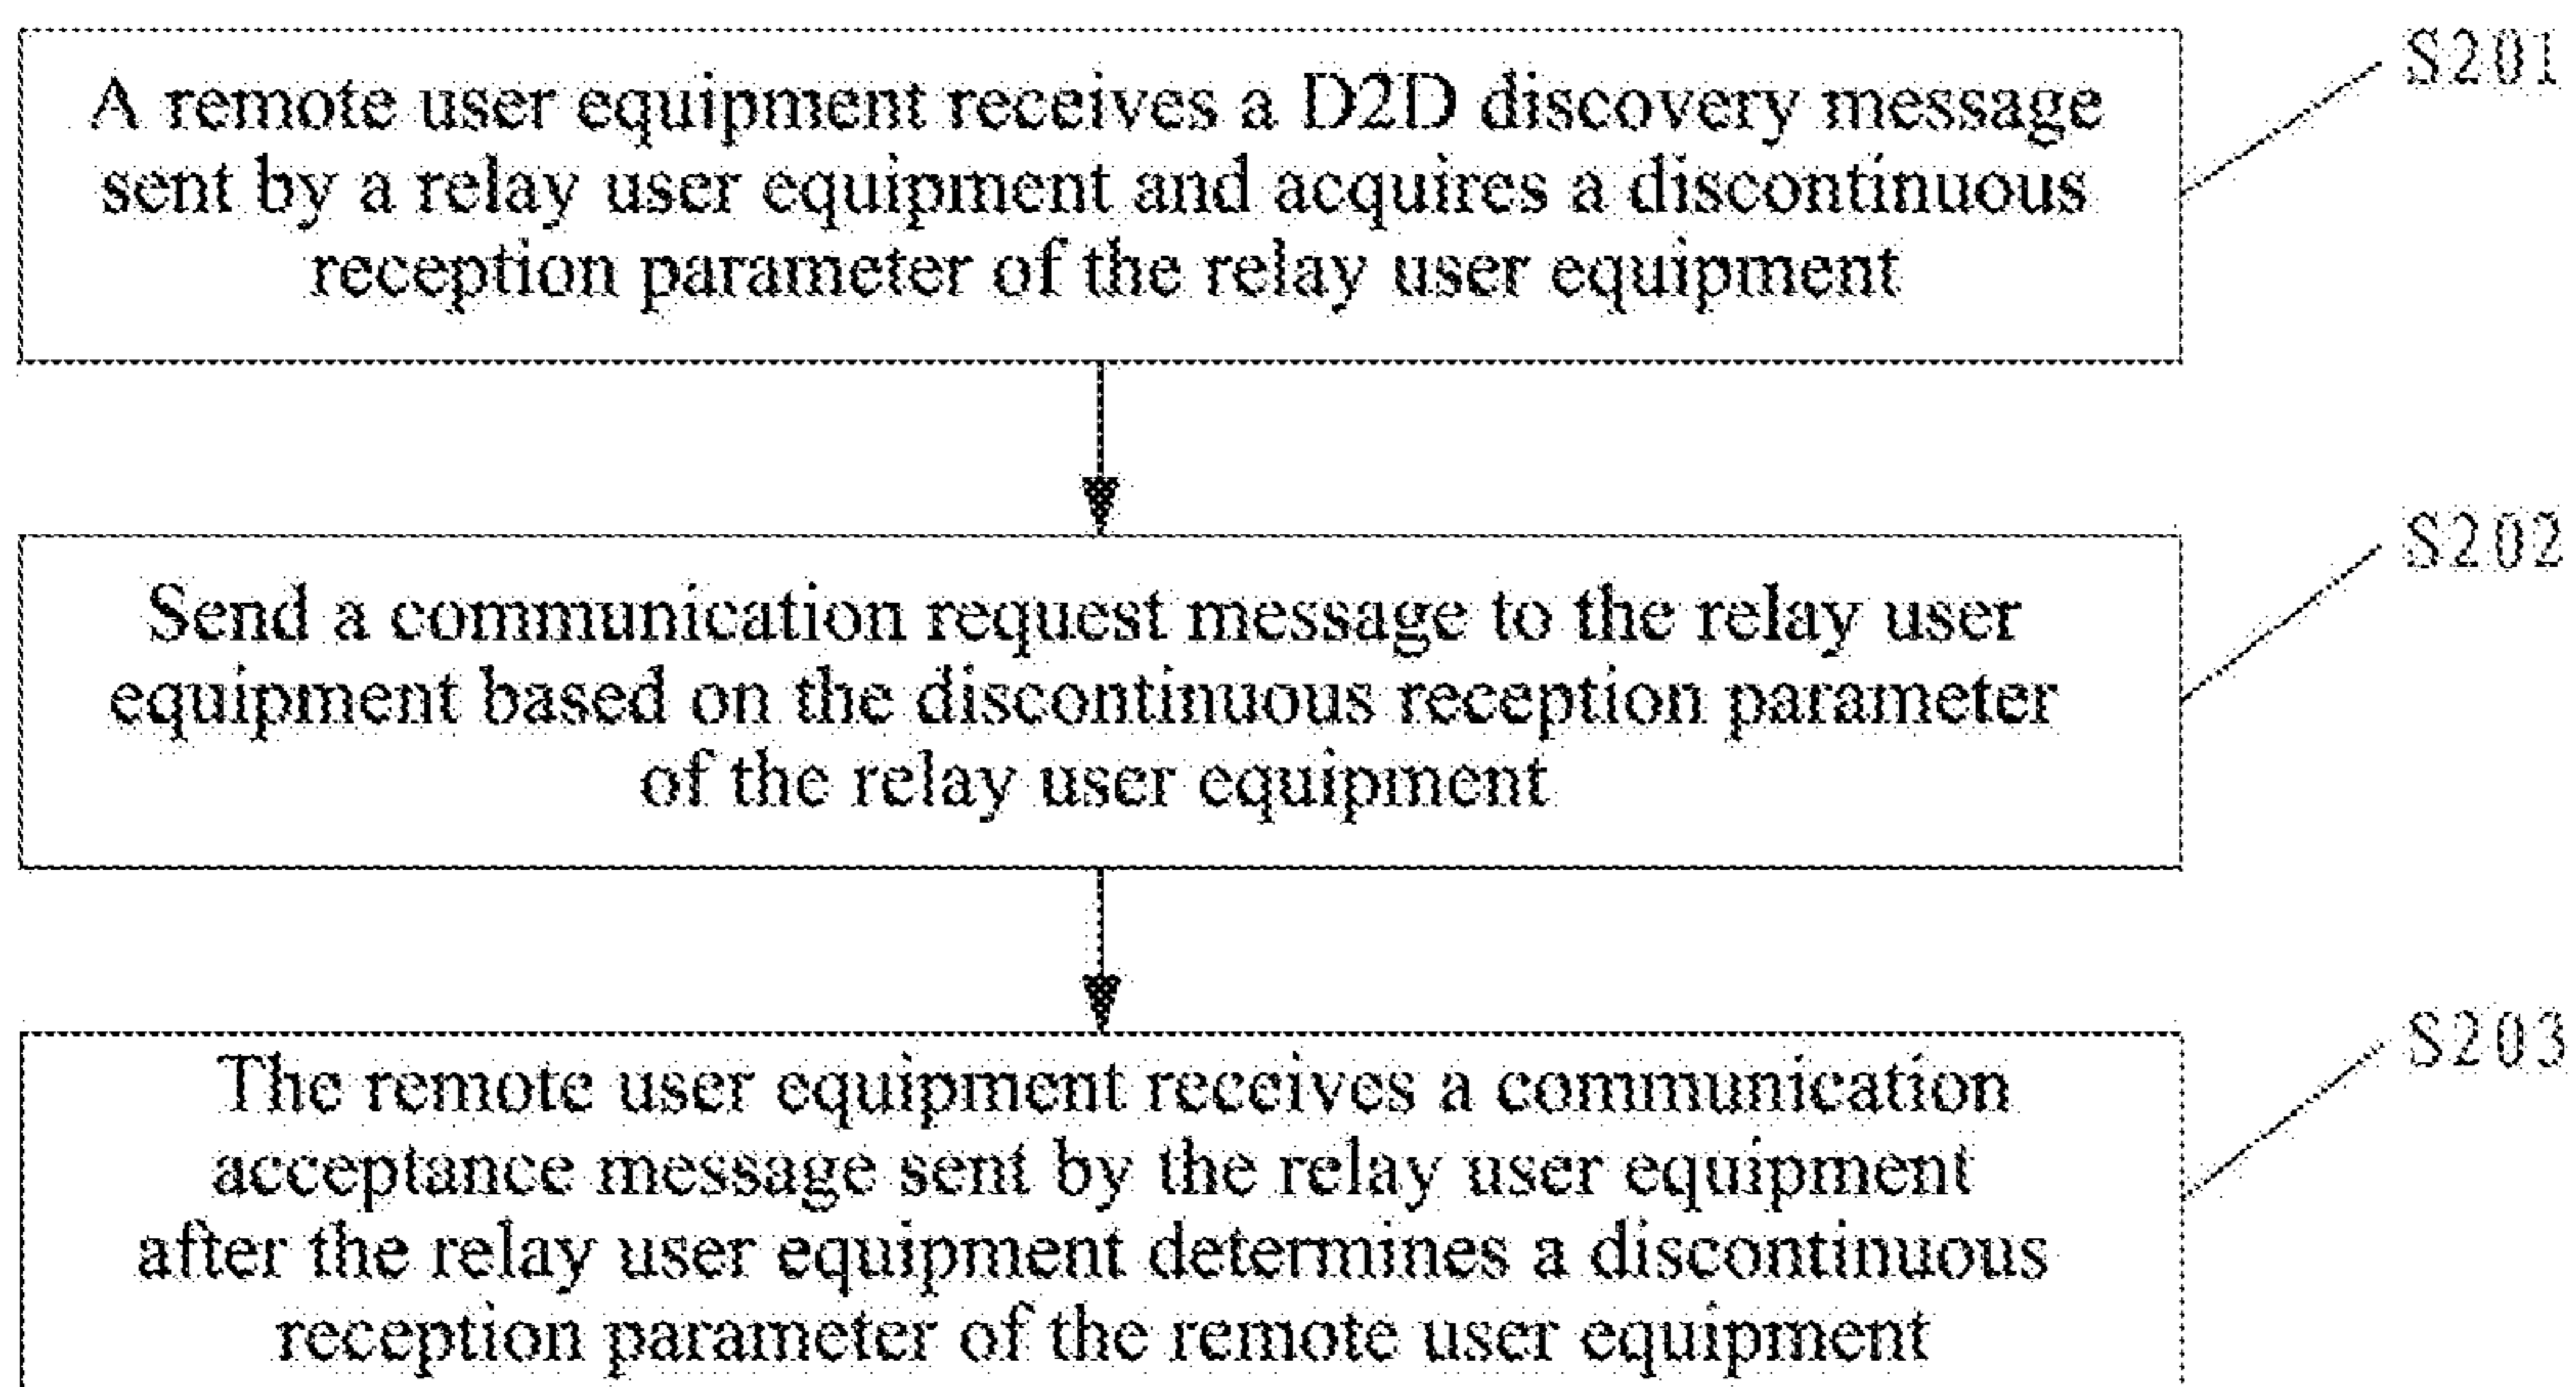 A remote user equipment receives a D2D discovery message
sent by a relay user equipment and acquires a discontinuous
reception parameter of the relay user equipment
S201
Send a communication request message to the relay user
equipment based on the discontinuous reception parameter
of the relay user equipment
S202
The remote user equipment receives a communication
acceptance message sent by the relay user equipment
after the relay user equipment determines a discontinuous
reception parameter of the remote user equipment
S203